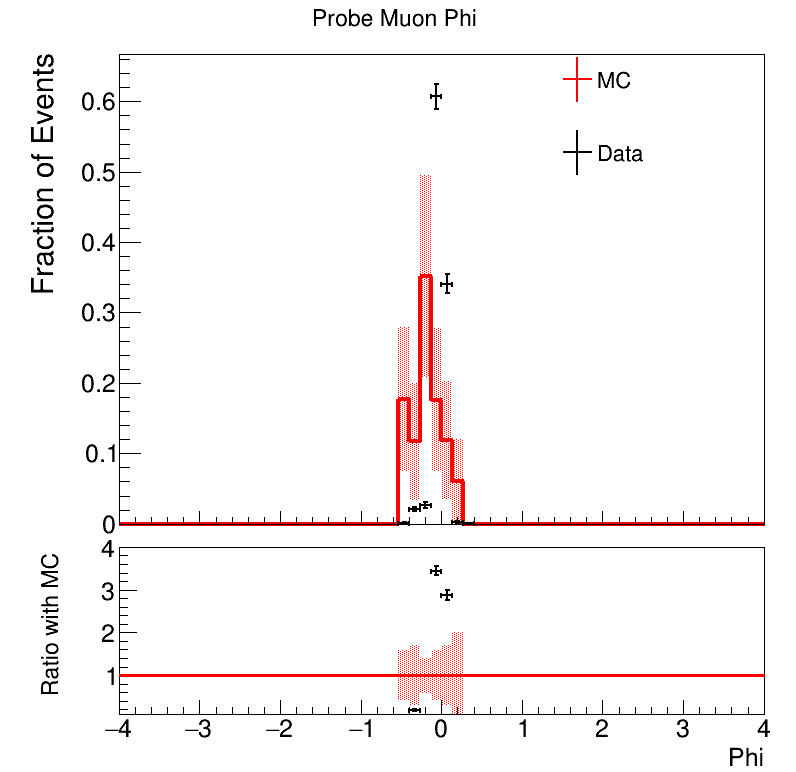 Probe Muon Phi
Fraction of Events
0.6
0.5
0.4
0.3
0.2
0.1
0
MC
Data
Ratio with MC
4
3
2
1
−4 −3 −2 −1 0 1 2 3 4
Phi